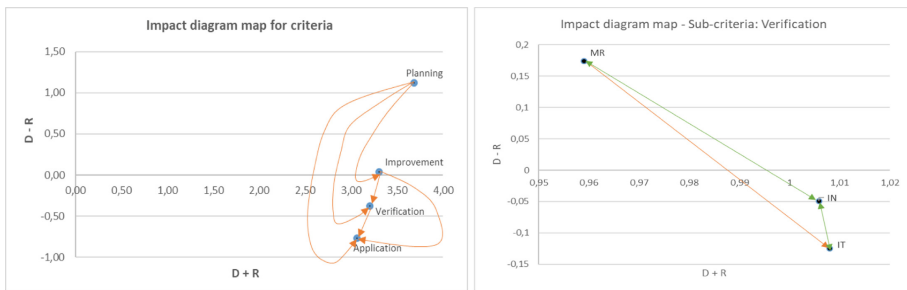 Impact diagram map for criteria
1,50
1,00
0,50
0,00
-0,50
-1,00
0,00 0,50 1,00 1,50 2,00 2,50 3,00 3,50 4,00
D - R
D + R
Planning
Improvement
Verification
Application
Impact diagram map - Sub-criteria: Verification
0,2
0,15
0,1
0,05
0
-0,05
-0,1
-0,15
0,95 0,96 0,97 0,98 0,99 1 1,01 1,02
D - R
D + R
MR
IN
IT